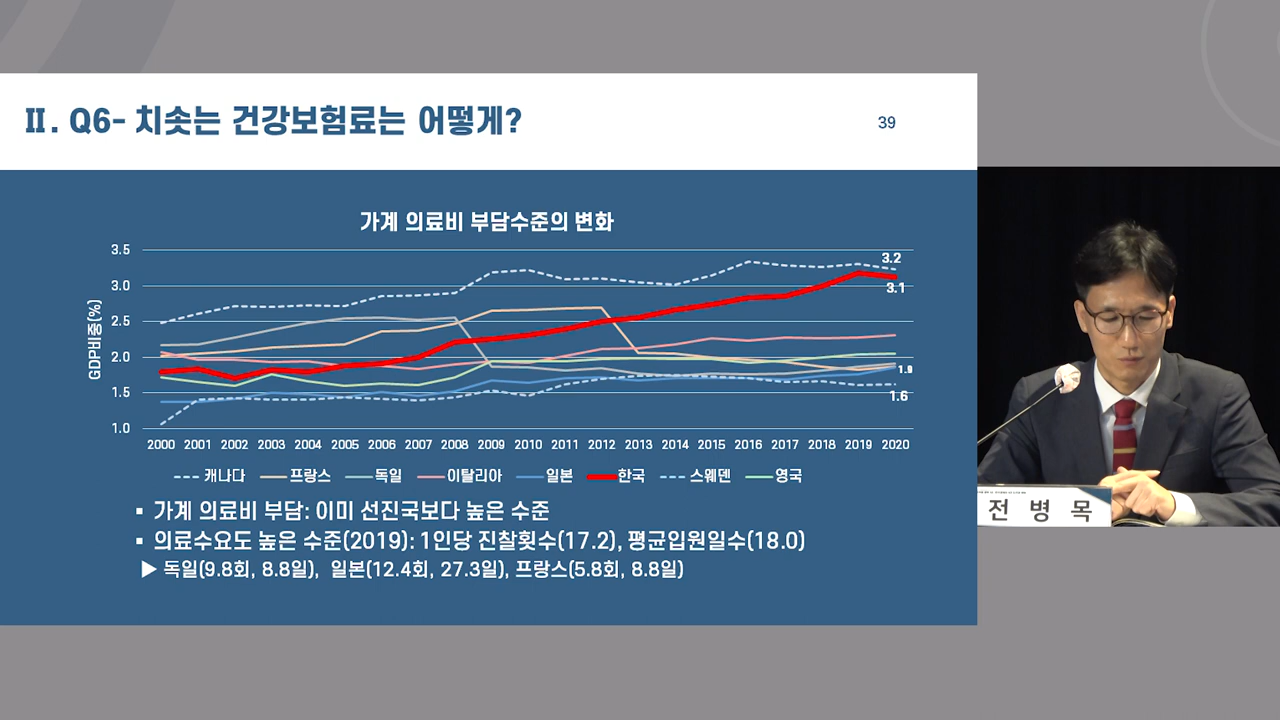 Ⅱ. Q6- 치솟는 건강보험료는 어떻게?
39
가계 의료비 부담수준의 변화
GDP비중(%)
3.5
3.0
2.5
2.0
1.5
1.0
3.2
3.1
1.9
1.6
2000 2001 2002 2003 2004 2005 2006 2007 2008 2009 2010 2011 2012 2013 2014 2015 2016 2017 2018 2019 2020
캐나다 프랑스 독일 이탈리아 일본 한국 스웨덴 영국
▪ 가계 의료비 부담: 이미 선진국보다 높은 수준
▪ 의료수요도 높은 수준(2019): 1인당 진찰횟수(17.2), 평균입원일수(18.0)
▶ 독일(9.8회, 8.8일), 일본(12.4회, 27.3일), 프랑스(5.8회, 8.8일)
전 병 목